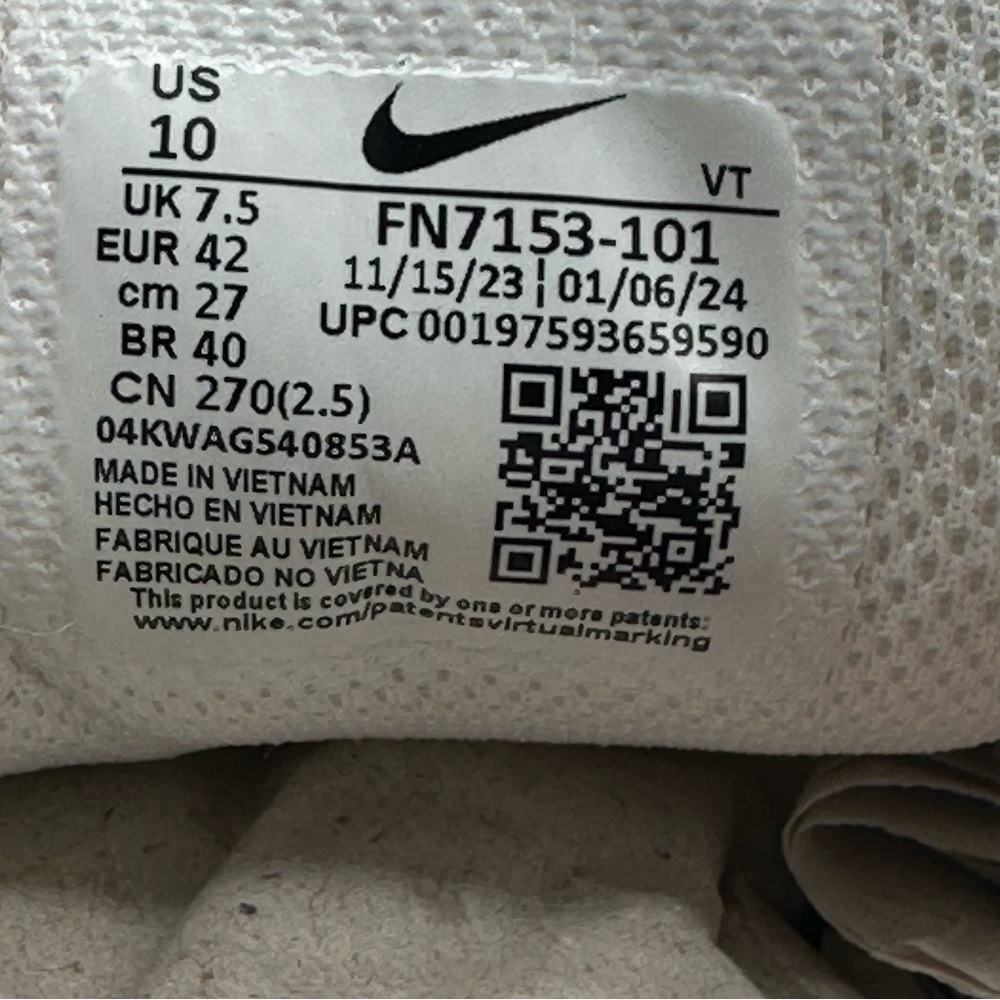 US
10
VT
UK 7.5
EUR 42
cm 27
BR 40
CN 270(2.5)
FN7153-101
11/15/23 ¦ 01/06/24
UPC 00197593659590
04KWAG540853A
MADE IN VIETNAM
HECHO EN VIETNAM
FABRIQUE AU VIETNAM
FABRICADO NO VIETNA
This product is covered by one or more patents:
www.nike.com/patentsvirtualmarking